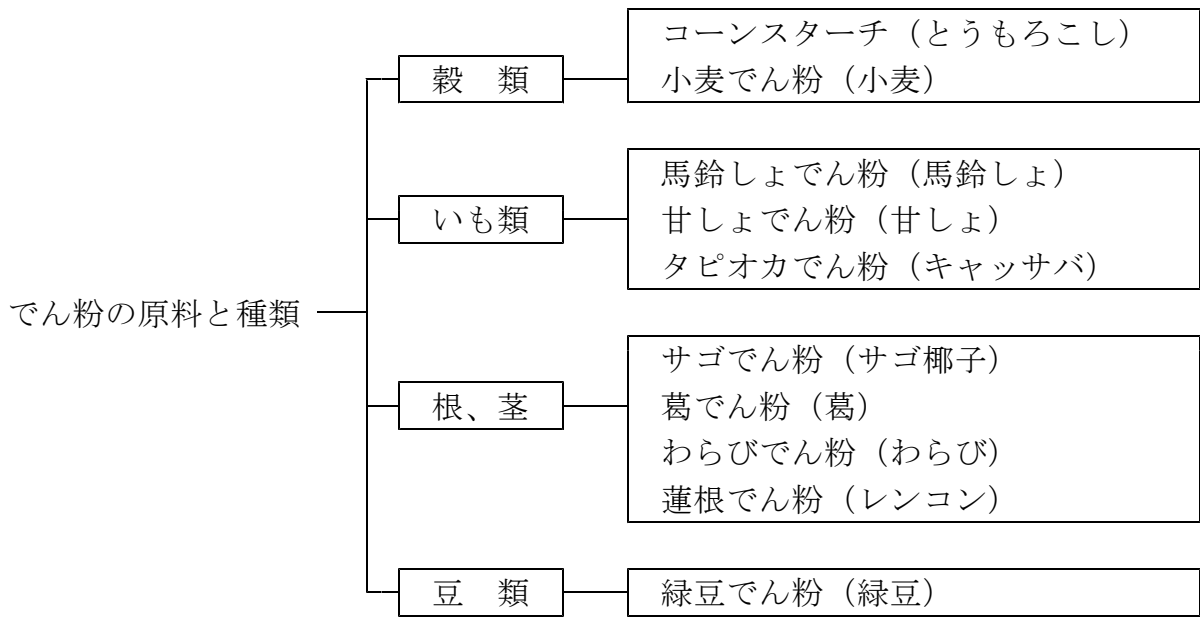 でん粉の原料と種類
穀　類
コーンスターチ（とうもろこし）
小麦でん粉（小麦）
いも類
馬鈴しょでん粉（馬鈴しょ）
甘しょでん粉（甘しょ）
タピオカでん粉（キャッサバ）
根、茎
サゴでん粉（サゴ椰子）
葛でん粉（葛）
わらびでん粉（わらび）
蓮根でん粉（レンコン）
豆　類
緑豆でん粉（緑豆）